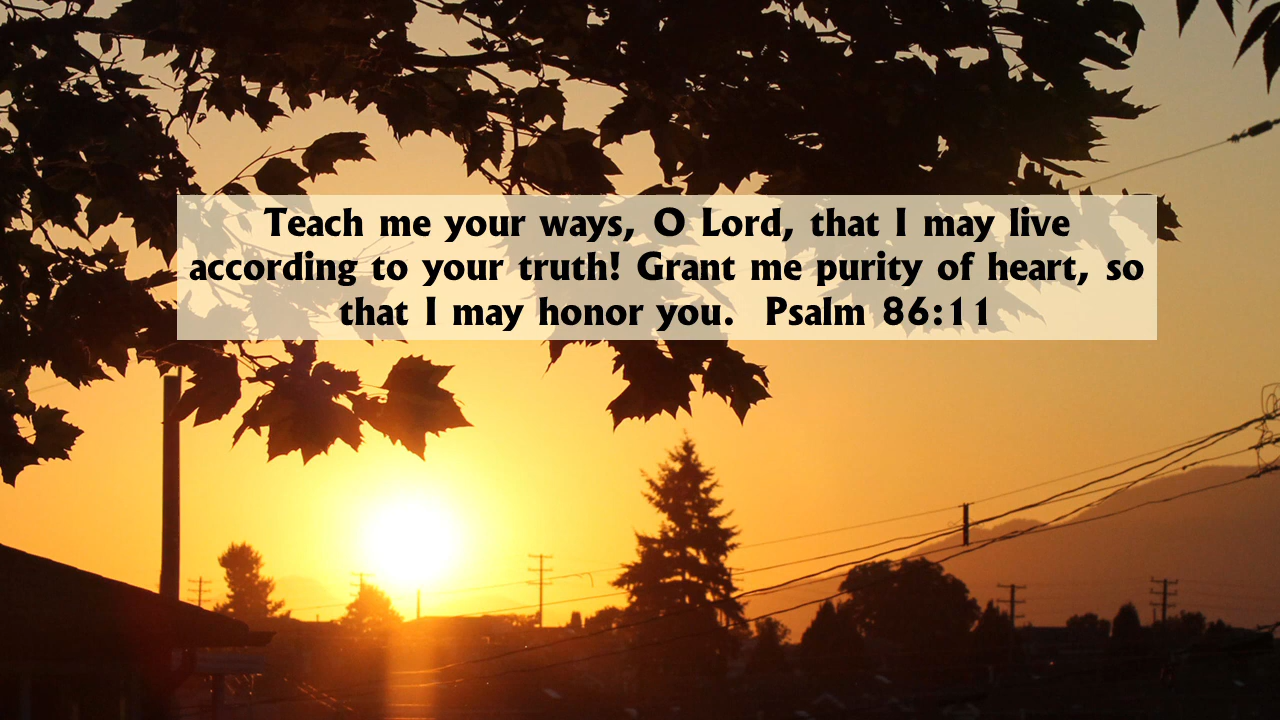 Teach me your ways, O Lord, that I may live
according to your truth! Grant me purity of heart, so
that I may honor you.  Psalm 86:11